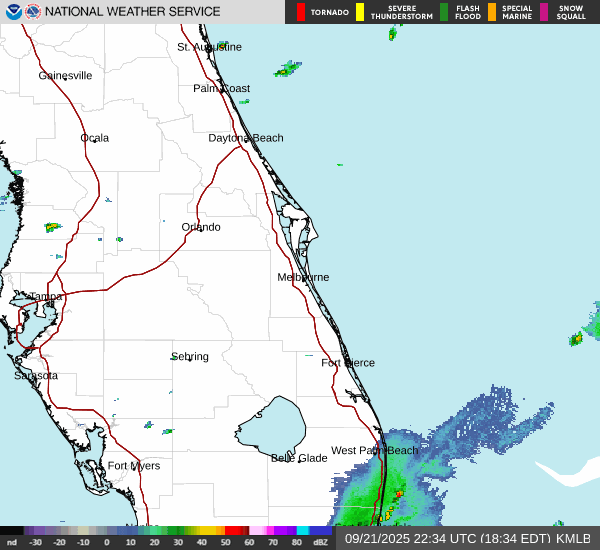 NATIONAL WEATHER SERVICE
TORNADO
SEVERE THUNDERSTORM
FLASH FLOOD
SPECIAL MARINE
SNOW SQUALL
St. Augustine
Gainesville
Palm Coast
Ocala
Daytona Beach
Orlando
Melbourne
Tampa
Sebring
Fort Pierce
Sarasota
West Palm Beach
Belle Glade
Fort Myers
nd -30 -20 -10 0 10 20 30 40 50 60 70 80 dBZ
09/21/2025 22:34 UTC (18:34 EDT) KMLB